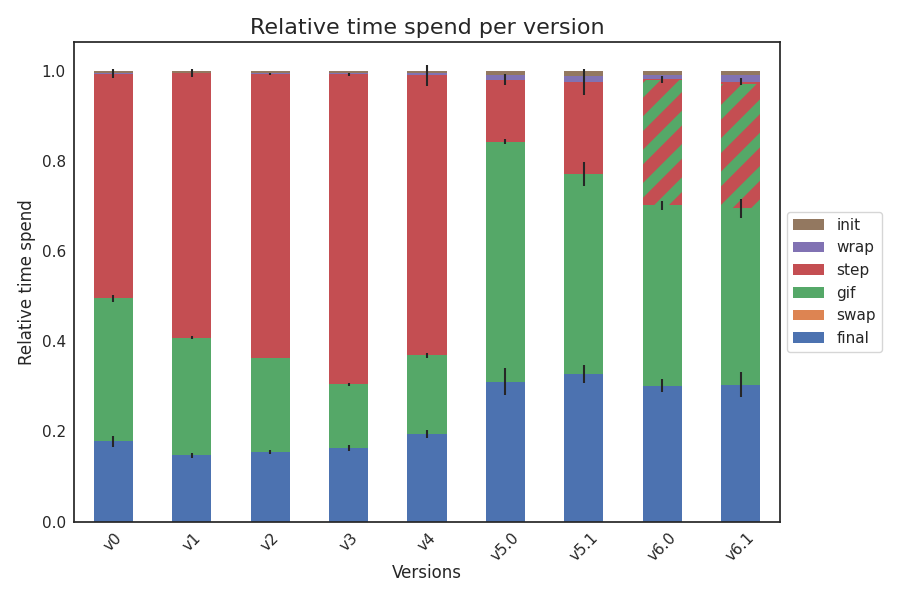 Relative time spend per version
Relative time spend
1.0
0.8
0.6
0.4
0.2
0.0
v0
v1
v2
v3
v4
v5.0
v5.1
v6.0
v6.1
Versions
init
wrap
step
gif
swap
final